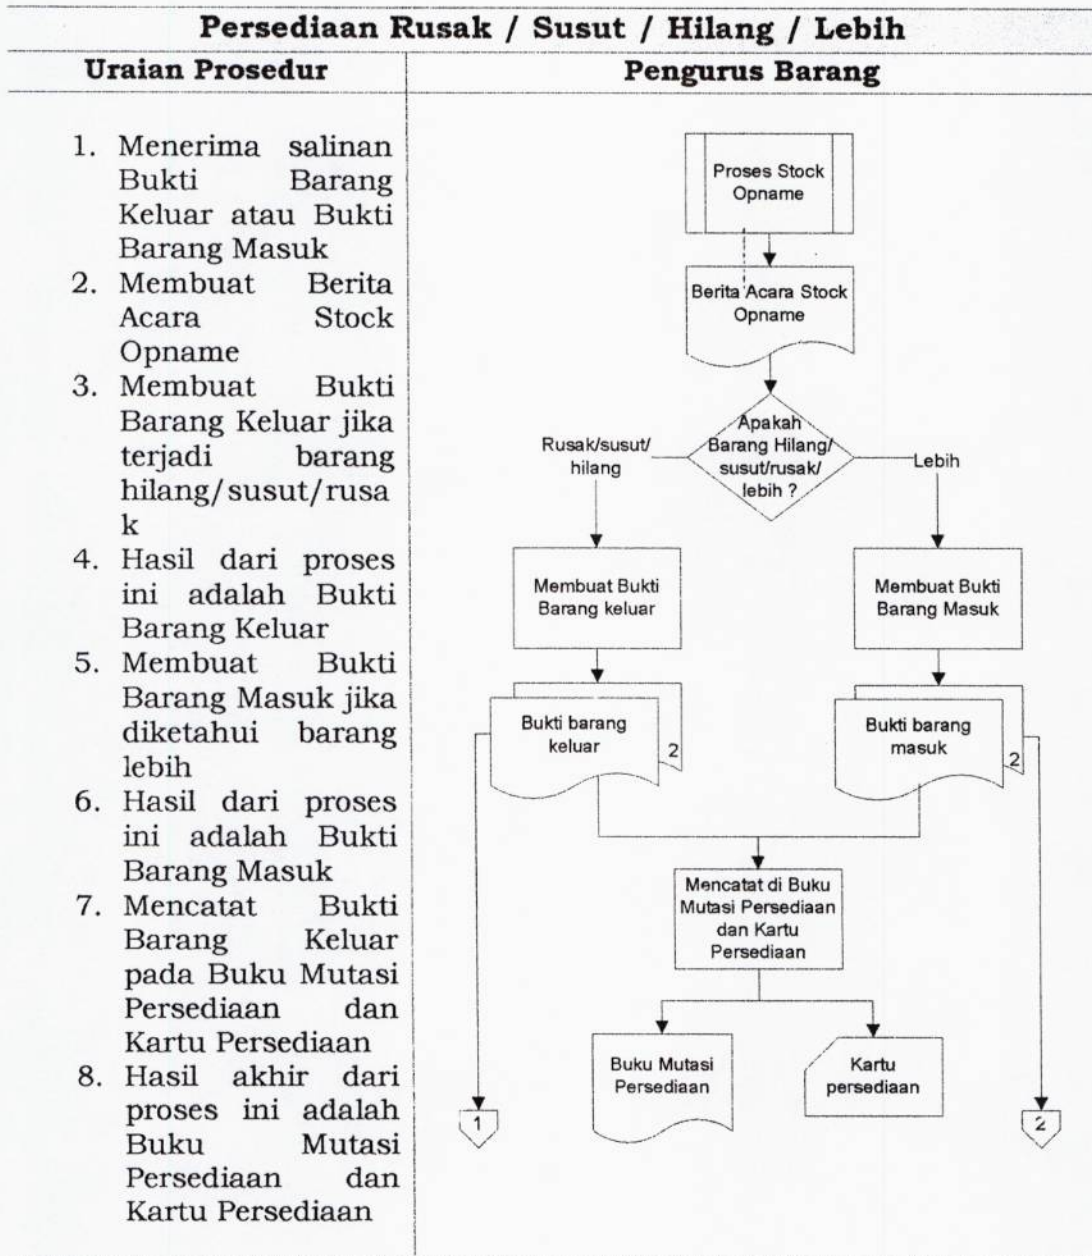 Persediaan Rusak / Susut / Hilang / Lebih
Uraian Prosedur
Pengurus Barang
1. Menerima salinan
Bukti Barang
Keluar atau Bukti
Barang Masuk
2. Membuat Berita
Acara Stock
Opname
3. Membuat Bukti
Barang Keluar jika
terjadi barang
hilang/susut/rusa
k
4. Hasil dari proses
ini adalah Bukti
Barang Keluar
5. Membuat Bukti
Barang Masuk jika
diketahui barang
lebih
6. Hasil dari proses
ini adalah Bukti
Barang Masuk
7. Mencatat Bukti
Barang Keluar
pada Buku Mutasi
Persediaan dan
Kartu Persediaan
8. Hasil akhir dari
proses ini adalah
Buku Mutasi
Persediaan dan
Kartu Persediaan
Proses Stock
Opname
Berita Acara Stock
Opname
Apakah
Barang Hilang/
susut/rusak/
lebih ?
Rusak/susut/
hilang
Lebih
Membuat Bukti
Barang keluar
Membuat Bukti
Barang Masuk
Bukti barang
keluar
2
Bukti barang
masuk
2
Mencatat di Buku
Mutasi Persediaan
dan Kartu
Persediaan
Buku Mutasi
Persediaan
Kartu
persediaan
1
2